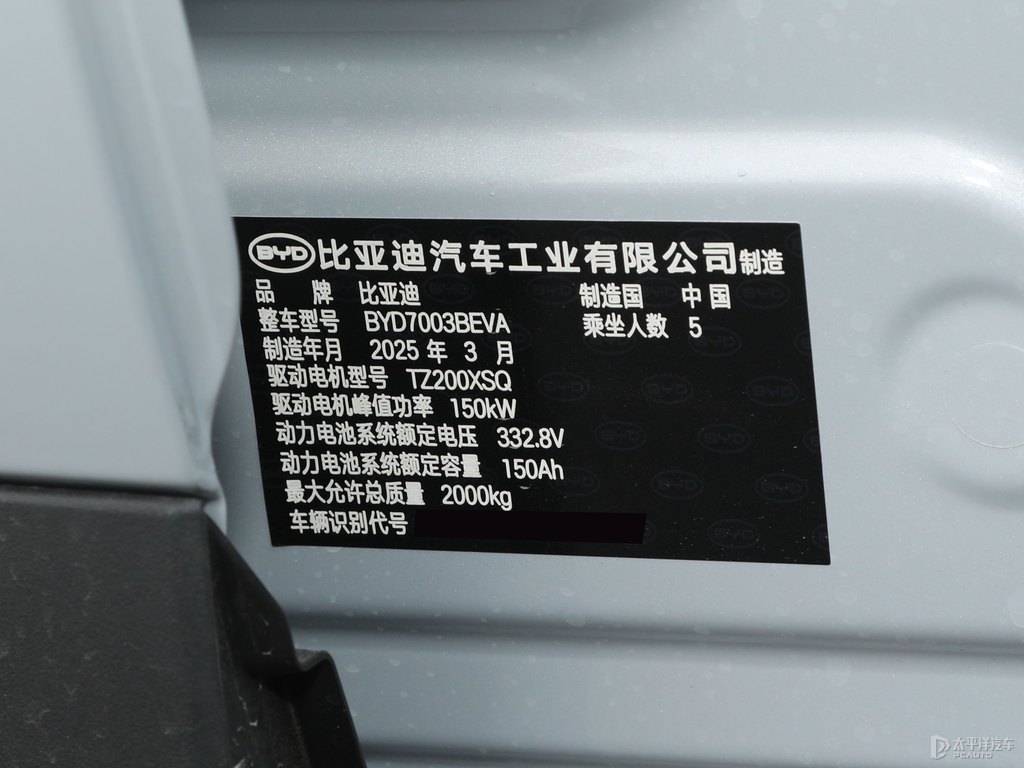 BYD 比亚迪汽车工业有限公司制造
品 牌 比亚迪 制造国 中国
整车型号 BYD7003BEVA 乘坐人数 5
制造年月 2025 年 3 月
驱动电机型号 TZ200XSQ
驱动电机峰值功率 150kW
动力电池系统额定电压 332.8V
动力电池系统额定容量 150Ah
最大允许总质量 2000kg
车辆识别代号
太平洋汽车
PCAUTO